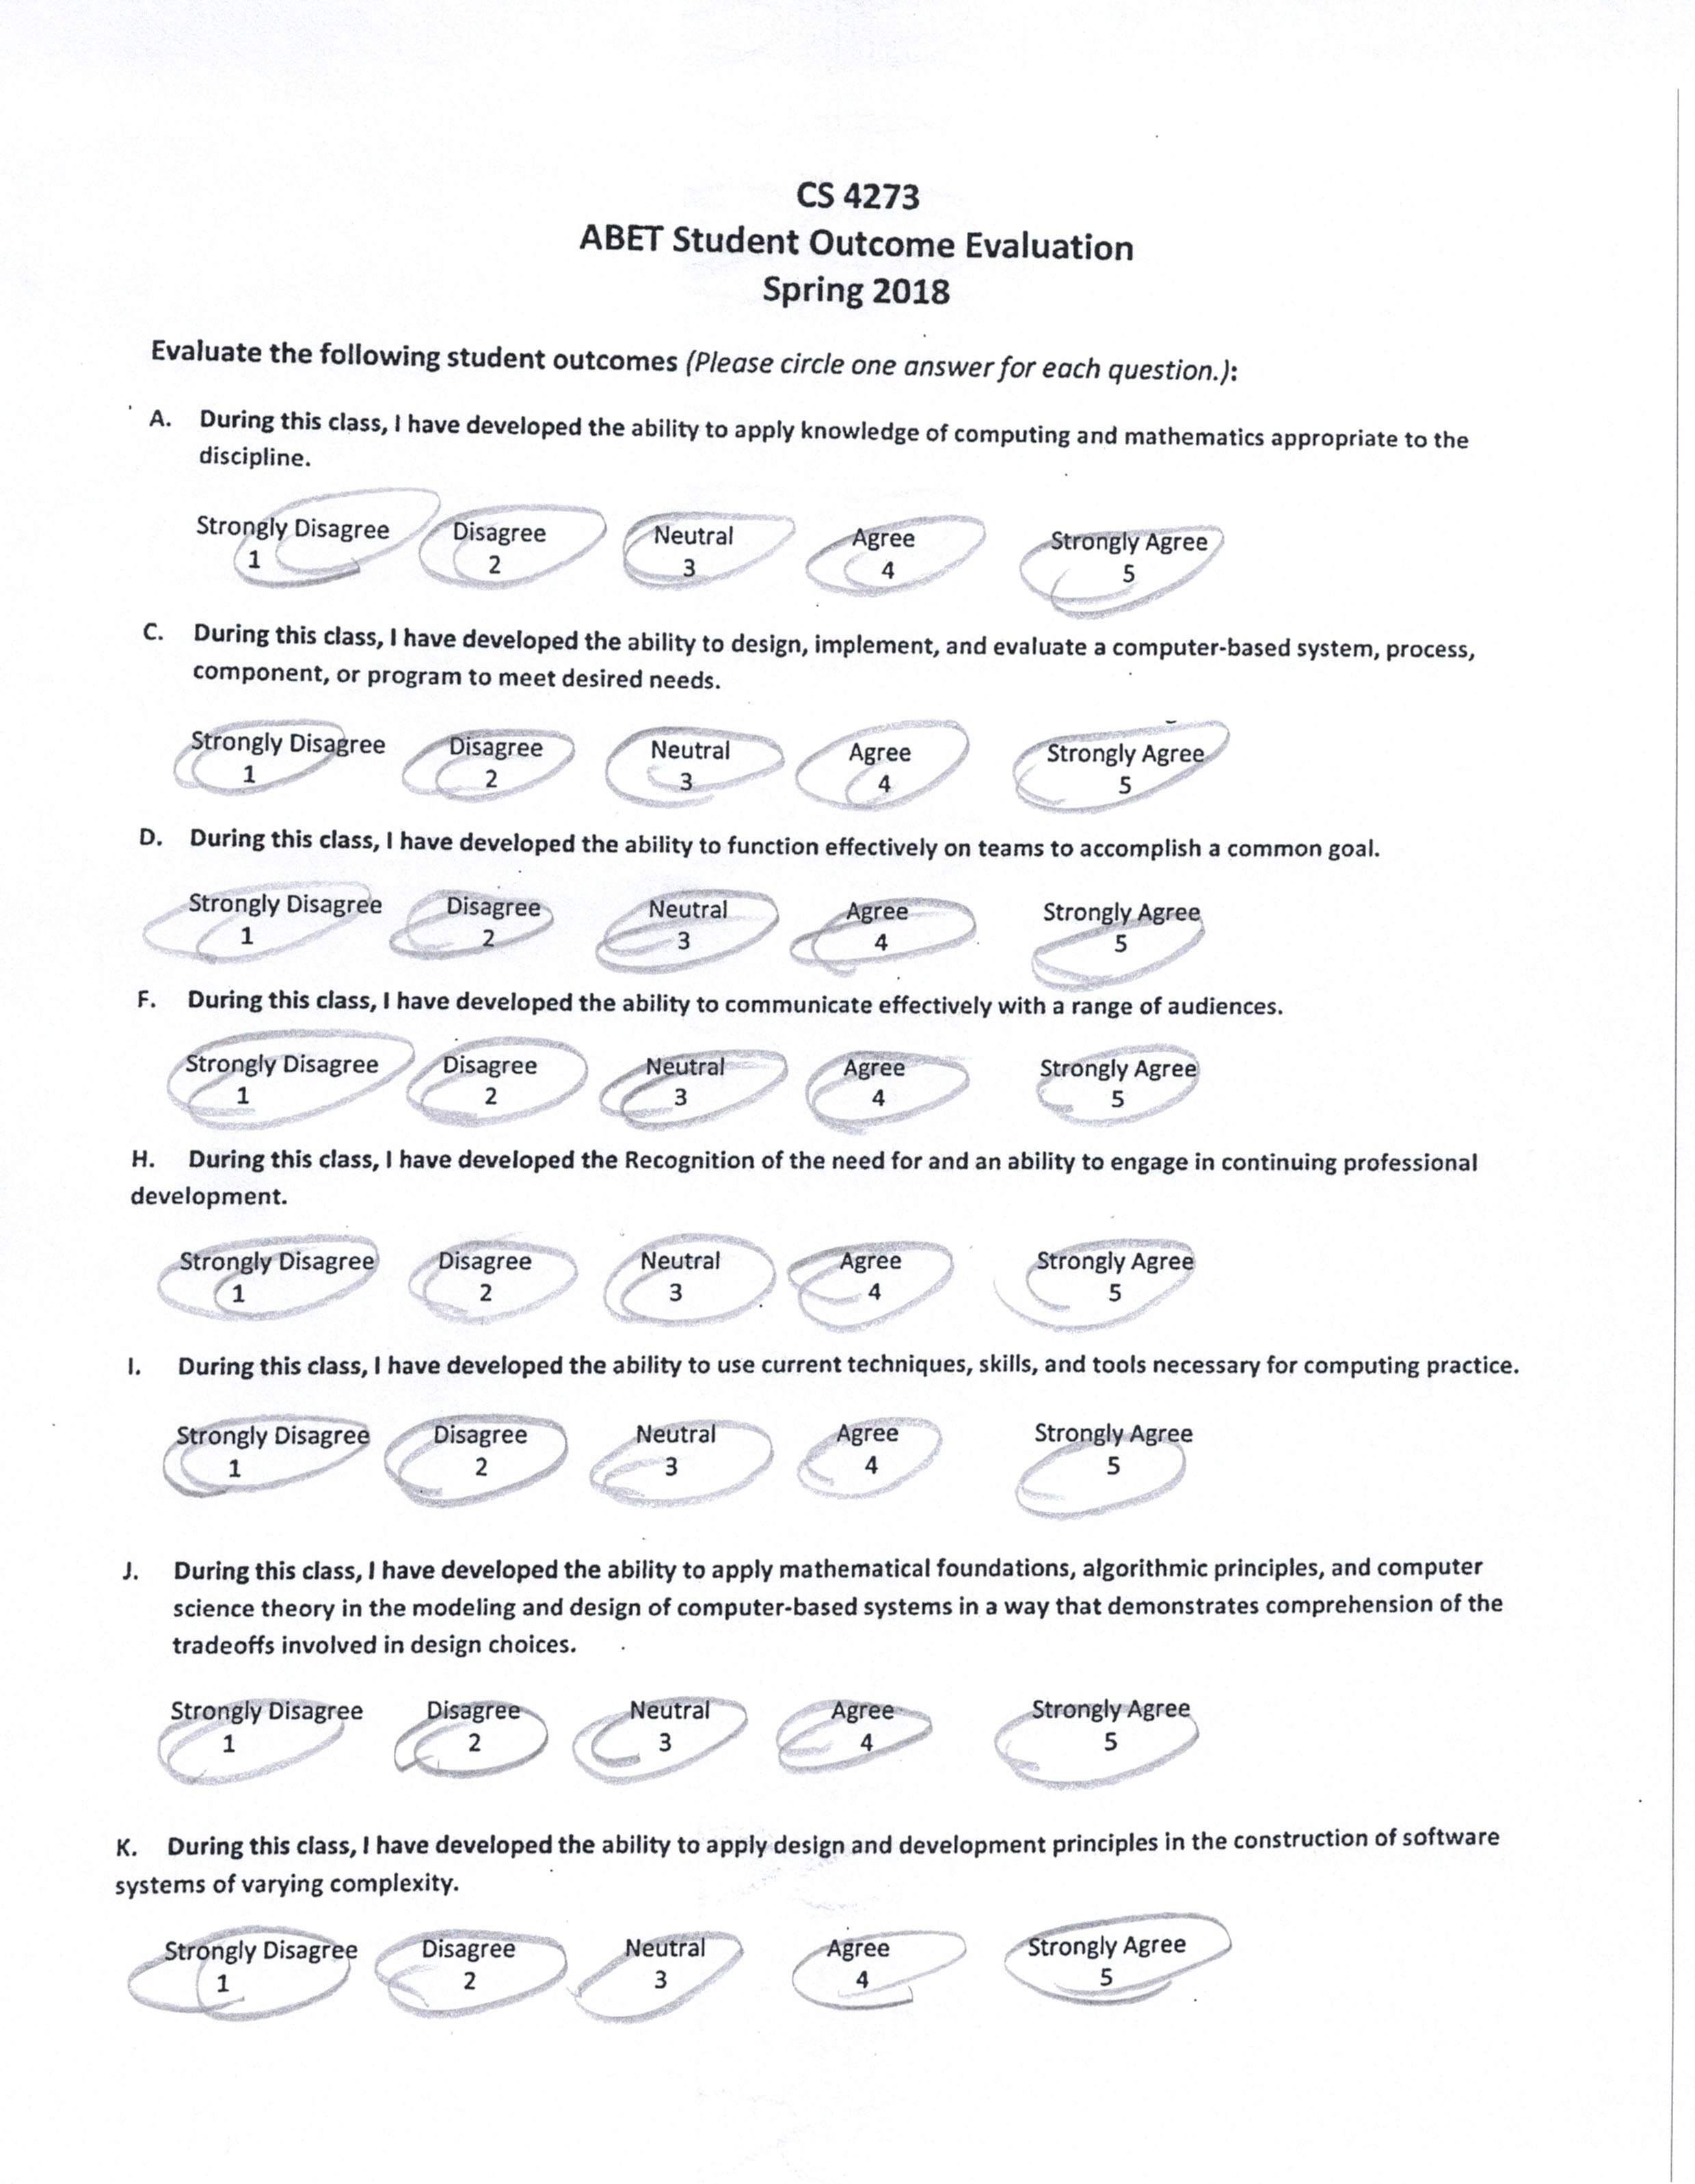 CS 4273
ABET Student Outcome Evaluation
Spring 2018
Evaluate the following student outcomes (Please circle one answer for each question.):
A. During this class, I have developed the ability to apply knowledge of computing and mathematics appropriate to the
discipline.
Strongly Disagree Disagree Neutral Agree Strongly Agree
1 2 3 4 5
C. During this class, I have developed the ability to design, implement, and evaluate a computer-based system, process,
component, or program to meet desired needs.
Strongly Disagree Disagree Neutral Agree Strongly Agree
1 2 3 4 5
D. During this class, I have developed the ability to function effectively on teams to accomplish a common goal.
Strongly Disagree Disagree Neutral Agree Strongly Agree
1 2 3 4 5
F. During this class, I have developed the ability to communicate effectively with a range of audiences.
Strongly Disagree Disagree Neutral Agree Strongly Agree
1 2 3 4 5
H. During this class, I have developed the Recognition of the need for and an ability to engage in continuing professional
development.
Strongly Disagree Disagree Neutral Agree Strongly Agree
1 2 3 4 5
I. During this class, I have developed the ability to use current techniques, skills, and tools necessary for computing practice.
Strongly Disagree Disagree Neutral Agree Strongly Agree
1 2 3 4 5
J. During this class, I have developed the ability to apply mathematical foundations, algorithmic principles, and computer
science theory in the modeling and design of computer-based systems in a way that demonstrates comprehension of the
tradeoffs involved in design choices.
Strongly Disagree Disagree Neutral Agree Strongly Agree
1 2 3 4 5
K. During this class, I have developed the ability to apply design and development principles in the construction of software
systems of varying complexity.
Strongly Disagree Disagree Neutral Agree Strongly Agree
1 2 3 4 5